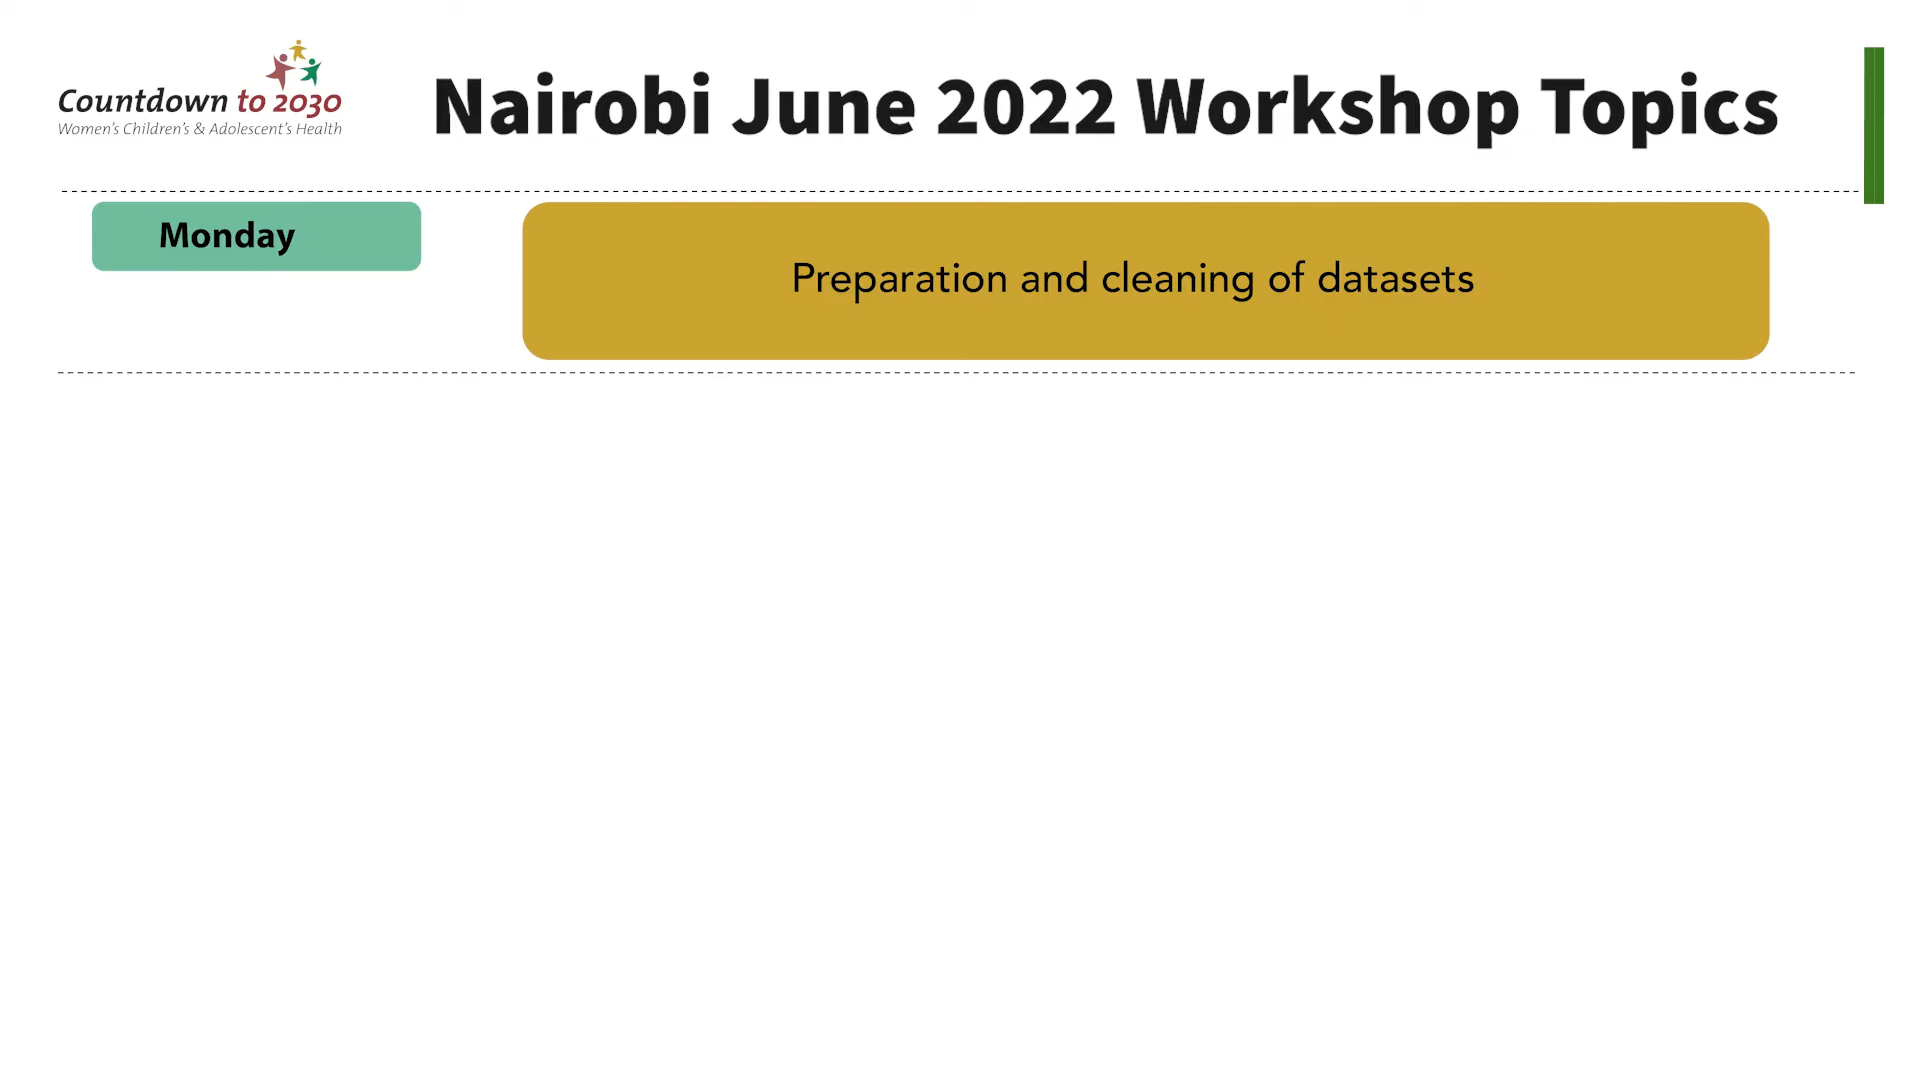 Countdown to 2030
Women's Children's & Adolescent's Health
Nairobi June 2022 Workshop Topics
Monday
Preparation and cleaning of datasets